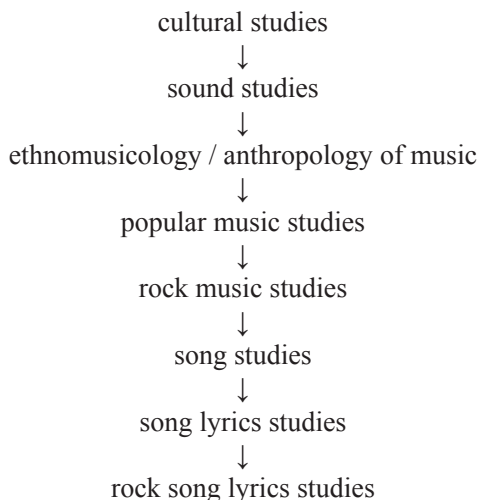 cultural studies
↓
sound studies
↓
ethnomusicology / anthropology of music
↓
popular music studies
↓
rock music studies
↓
song studies
↓
song lyrics studies
↓
rock song lyrics studies